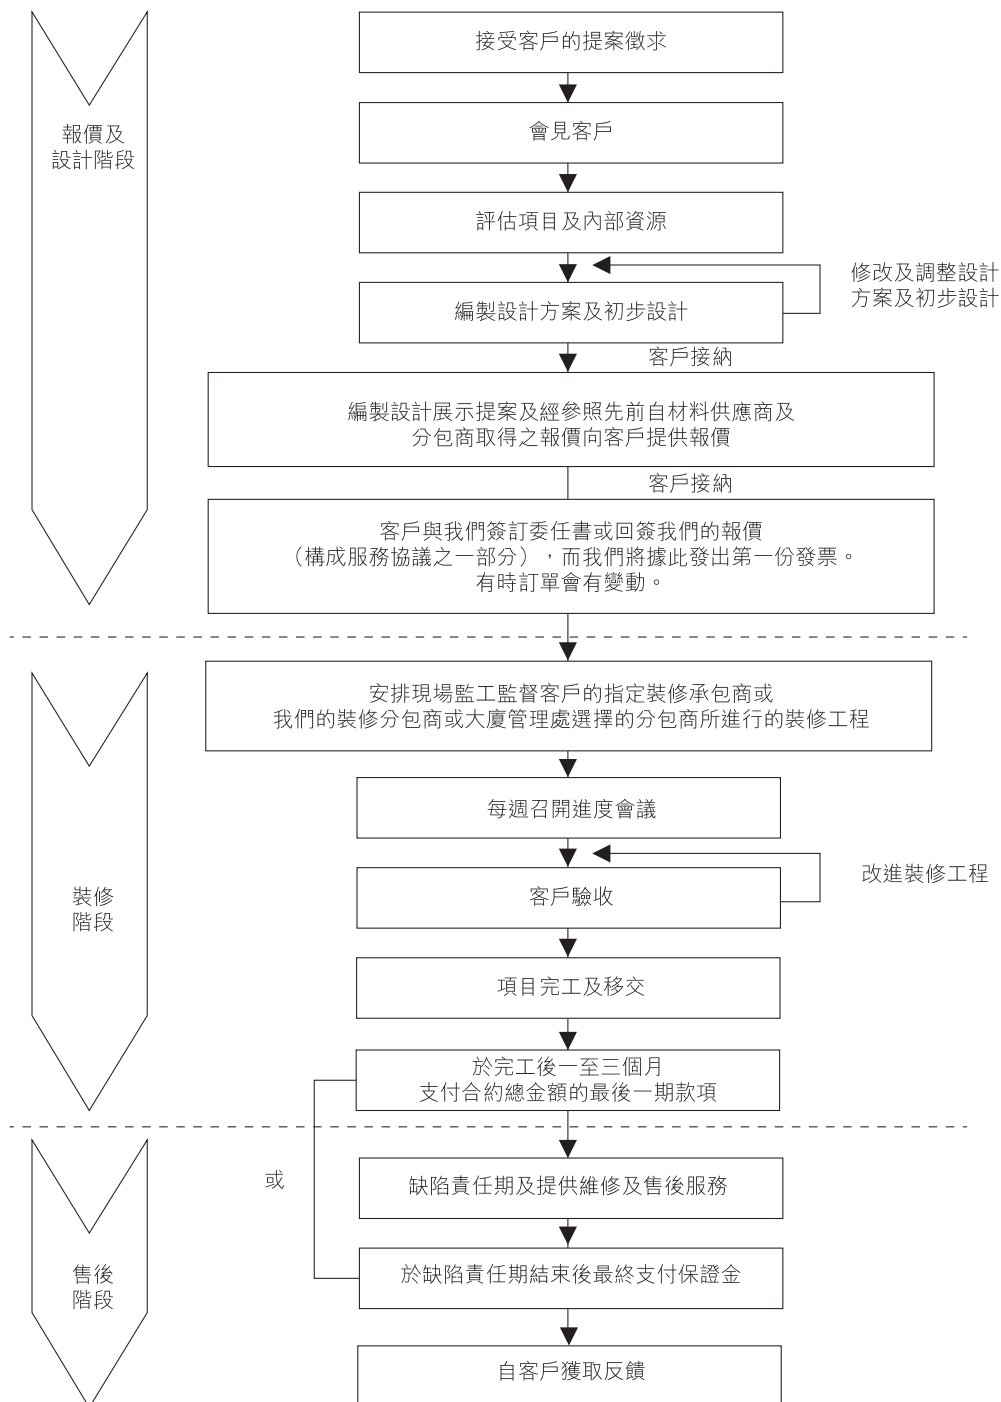 接受客戶的提案徵求
報價及
設計階段
會見客戶
評估項目及內部資源
修改及調整設計
方案及初步設計
編製設計方案及初步設計
客戶接納
編製設計展示提案及經參照先前自材料供應商及
分包商取得之報價向客戶提供報價
客戶接納
客戶與我們簽訂委任書或回簽我們的報價
（構成服務協議之一部分），而我們將據此發出第一份發票。
有時訂單會有變動。
安排現場監工監督客戶的指定裝修承包商或
我們的裝修分包商或大廈管理處選擇的分包商所進行的裝修工程
每週召開進度會議
改進裝修工程
裝修
階段
客戶驗收
項目完工及移交
於完工後一至三個月
支付合約總金額的最後一期款項
或
缺陷責任期及提供維修及售後服務
售後
階段
於缺陷責任期結束後最終支付保證金
自客戶獲取反饋